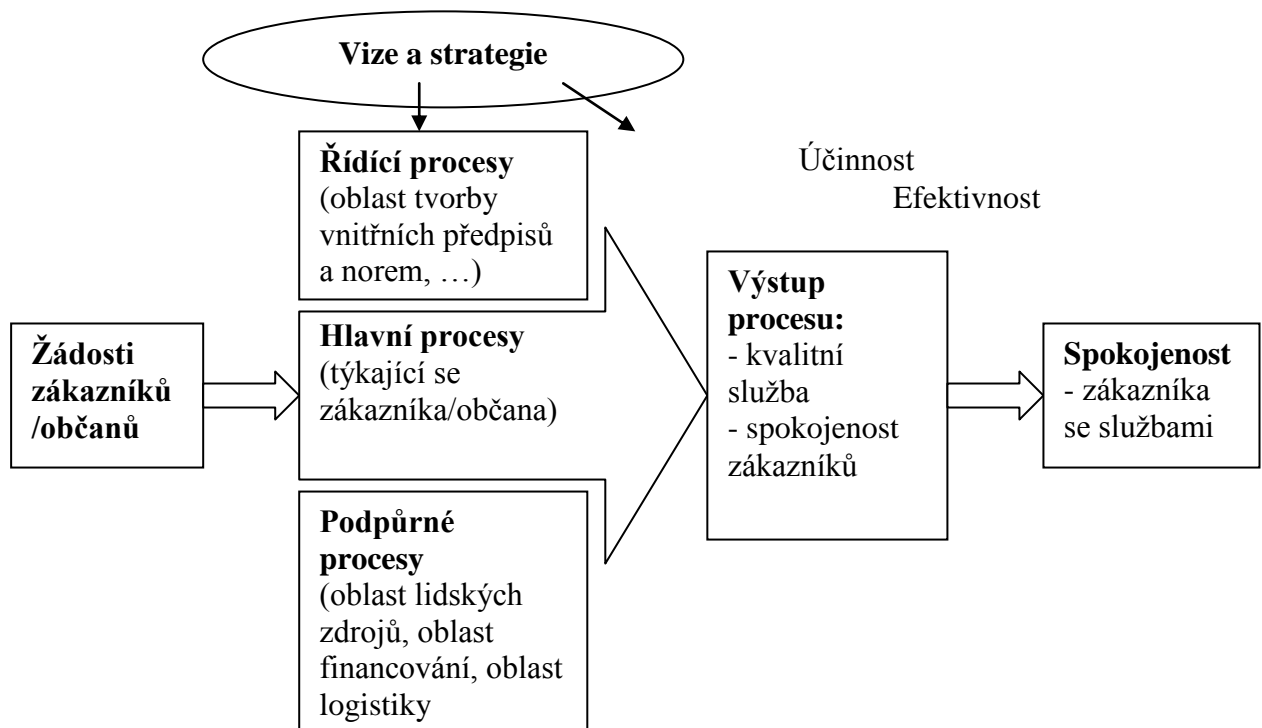 Vize a strategie
Řídící procesy
(oblast tvorby
vnitřních předpisů
a norem, …)
Účinnost
Efektivnost
Žádosti
zákazníků
/občanů
Hlavní procesy
(týkající se
zákazníka/občana)
Podpůrné
procesy
(oblast lidských
zdrojů, oblast
financování, oblast
logistiky
Výstup
procesu:
- kvalitní
služba
- spokojenost
zákazníků
Spokojenost
- zákazníka
se službami